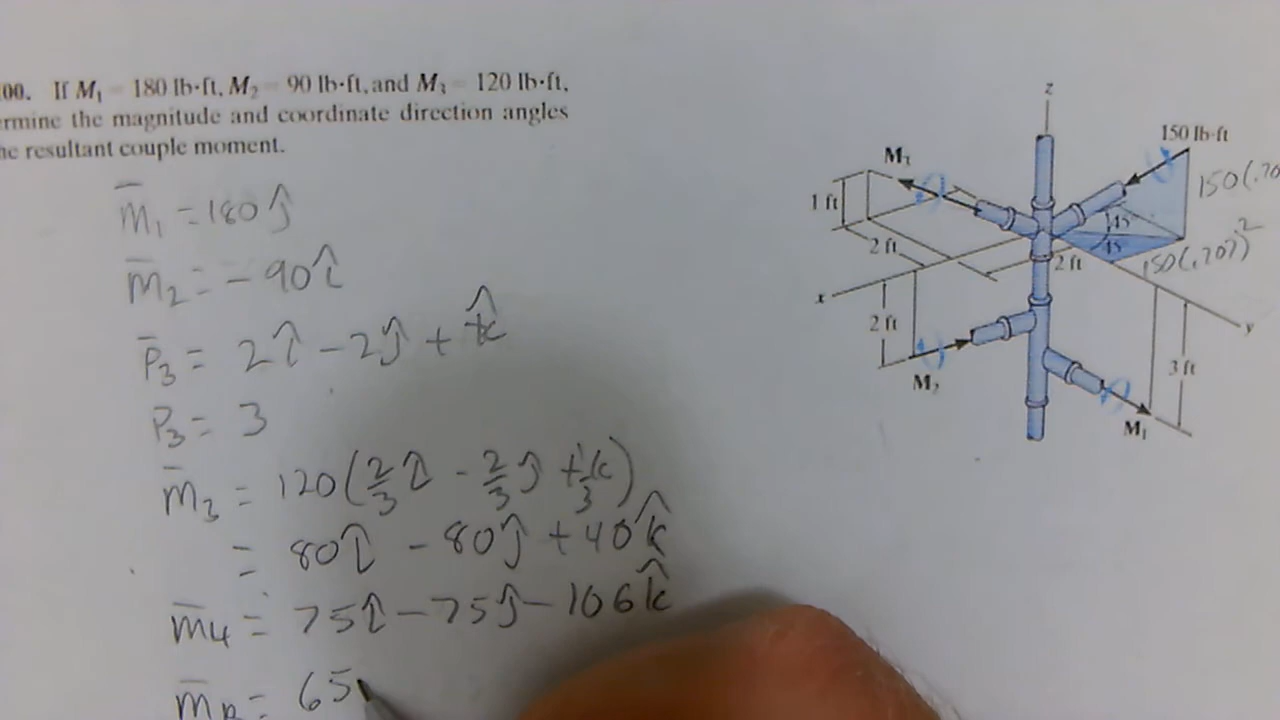 00. If M₁ = 180 lb·ft, M₂ = 90 lb·ft, and M₃ = 120 lb·ft,
ermine the magnitude and coordinate direction angles
he resultant couple moment.
m̅₁ = 180ĵ
m̅₂ = -90î
p̅₃ = 2î - 2ĵ + k̂
P₃ = 3
m̅₃ = 120(2/3 î - 2/3 ĵ + 1/3 k)
= 80î - 80ĵ + 40k̂
m̅4 = 75î - 75ĵ - 106k̂
m̅R = 65
z
150 lb·ft
M₃
150(.70
1 ft
45
45
2 ft
2 ft
150(.707)²
x
2 ft
y
M₂
3 ft
M₁